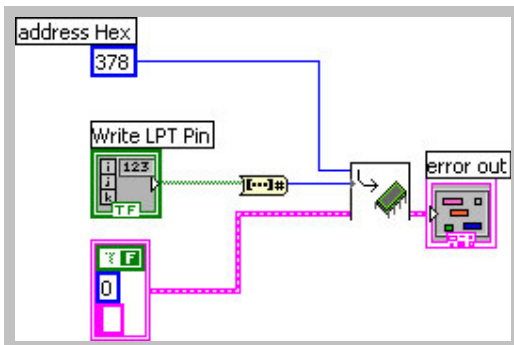 address Hex
378
Write LPT Pin
i 123
j
k
TF
[...]#
error out
? F
0